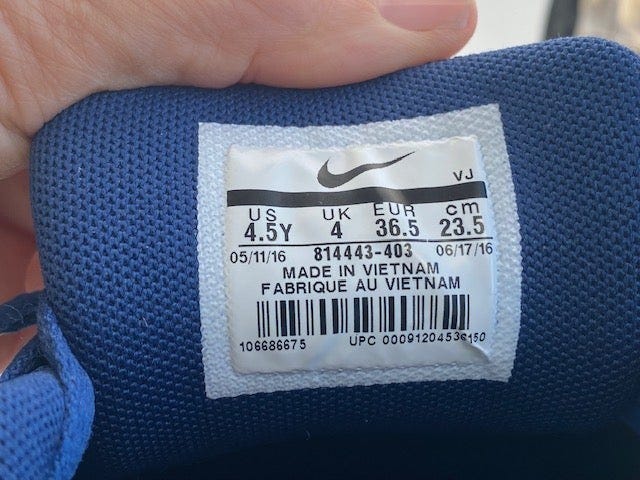 VJ
US UK EUR cm
4.5Y 4 36.5 23.5
05/11/16 814443-403 06/17/16
MADE IN VIETNAM
FABRIQUE AU VIETNAM
106686675 UPC 00091204536150